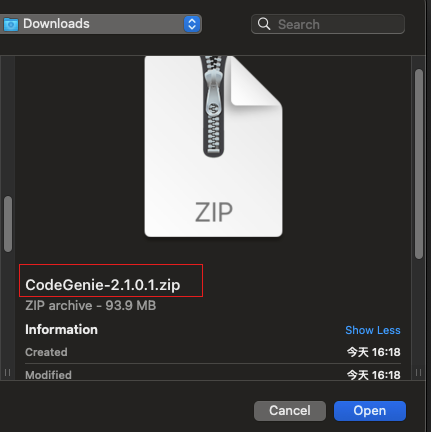 Downloads
Search
ZIP
CodeGenie-2.1.0.1.zip
ZIP archive - 93.9 MB
Information
Show Less
Created
今天 16:18
Modified
今天 16:18
Cancel
Open